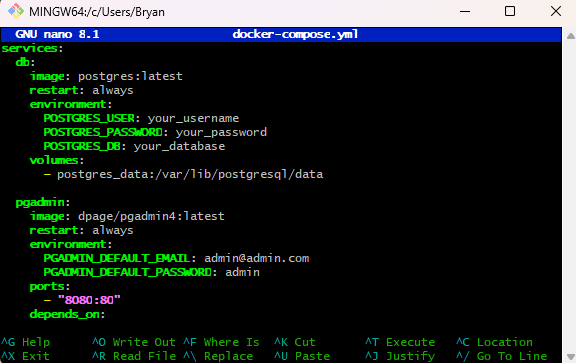 MINGW64:/c/Users/Bryan
GNU nano 8.1 docker-compose.yml
services:
  db:
    image: postgres:latest
    restart: always
    environment:
      POSTGRES_USER: your_username
      POSTGRES_PASSWORD: your_password
      POSTGRES_DB: your_database
    volumes:
      - postgres_data:/var/lib/postgresql/data

  pgadmin:
    image: dpage/pgadmin4:latest
    restart: always
    environment:
      PGADMIN_DEFAULT_EMAIL: admin@admin.com
      PGADMIN_DEFAULT_PASSWORD: admin
    ports:
      - "8080:80"
    depends_on:
^G Help ^O Write Out ^F Where Is ^K Cut ^T Execute ^C Location
^X Exit ^R Read File ^\ Replace ^U Paste ^J Justify ^/ Go To Line